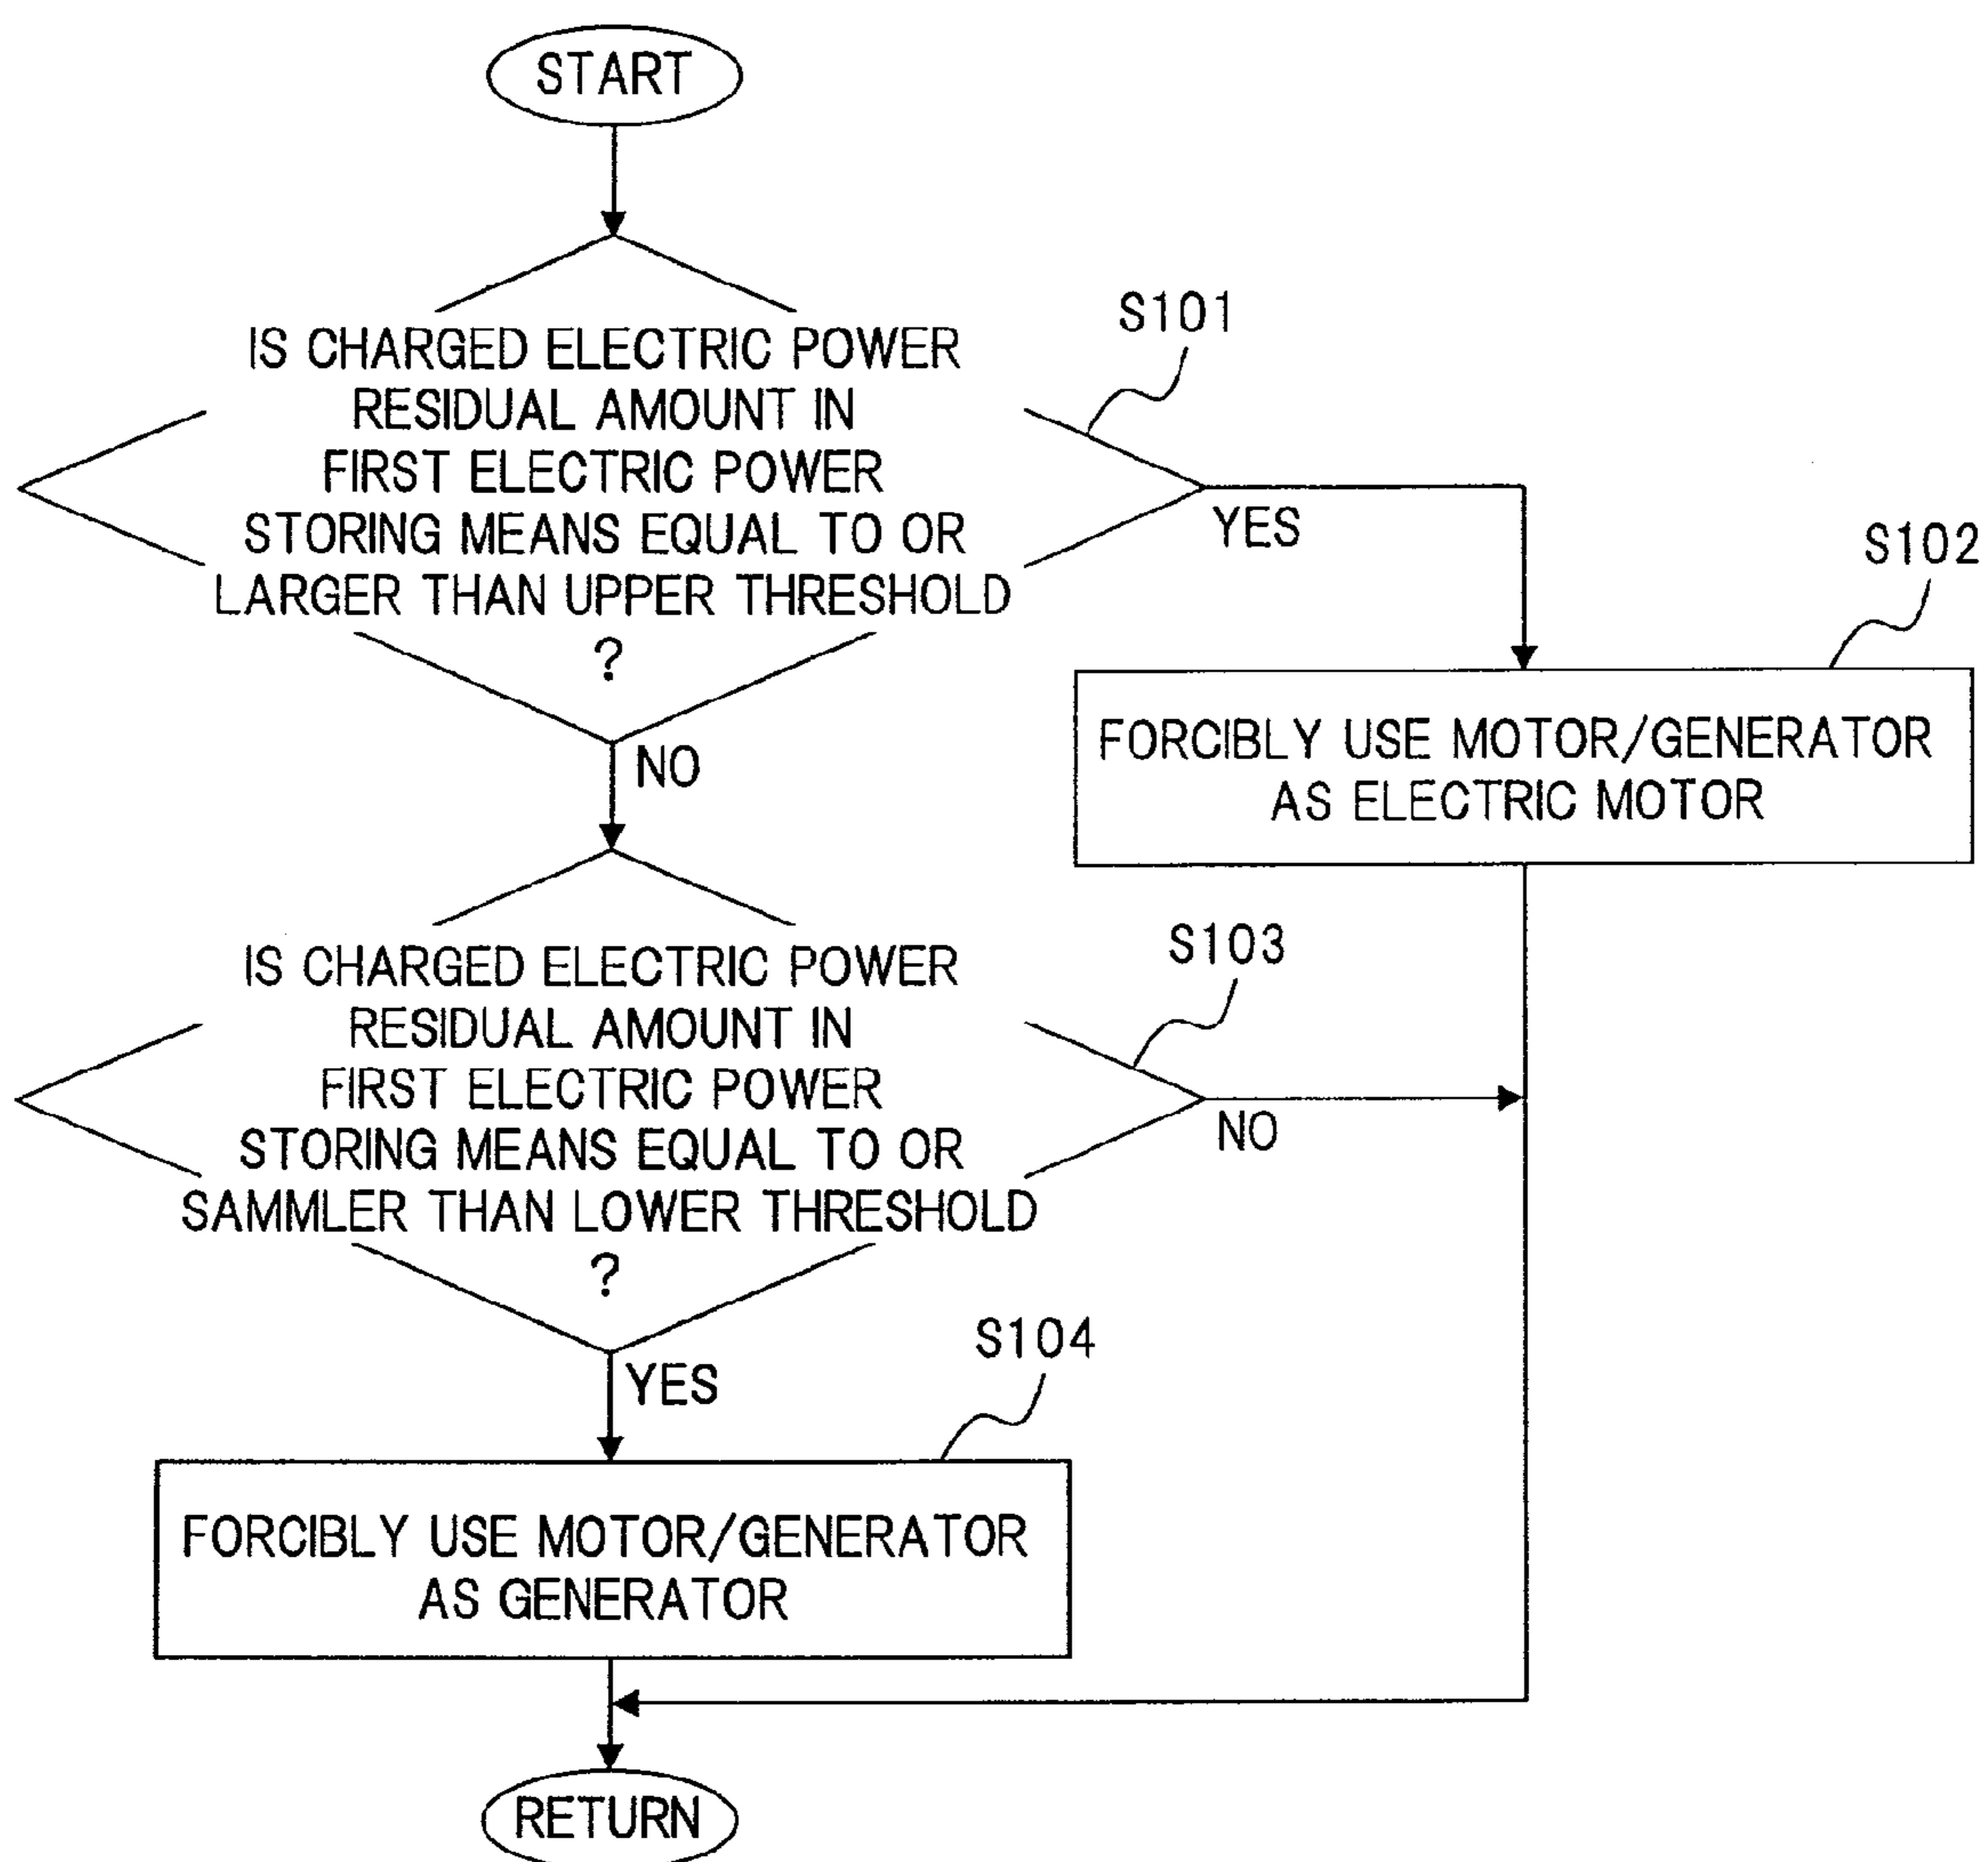 START
IS CHARGED ELECTRIC POWER
RESIDUAL AMOUNT IN
FIRST ELECTRIC POWER
STORING MEANS EQUAL TO OR
LARGER THAN UPPER THRESHOLD
?
S101
YES
NO
S102
FORCIBLY USE MOTOR/GENERATOR
AS ELECTRIC MOTOR
IS CHARGED ELECTRIC POWER
RESIDUAL AMOUNT IN
FIRST ELECTRIC POWER
STORING MEANS EQUAL TO OR
SAMMLER THAN LOWER THRESHOLD
?
S103
NO
YES
S104
FORCIBLY USE MOTOR/GENERATOR
AS GENERATOR
RETURN